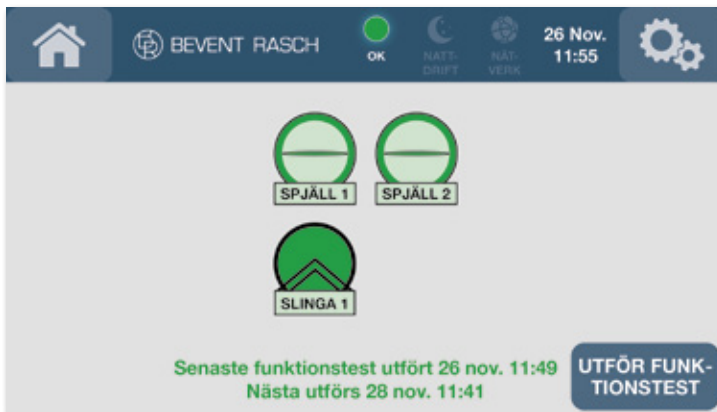 BEVENT RASCH
OK
NATT-
DRIFT
NÄT-
VERK
26 Nov.
11:55
SPJÄLL 1
SPJÄLL 2
SLINGA 1
Senaste funktionstest utfört 26 nov. 11:49
Nästa utförs 28 nov. 11:41
UTFÖR FUNK-
TIONSTEST